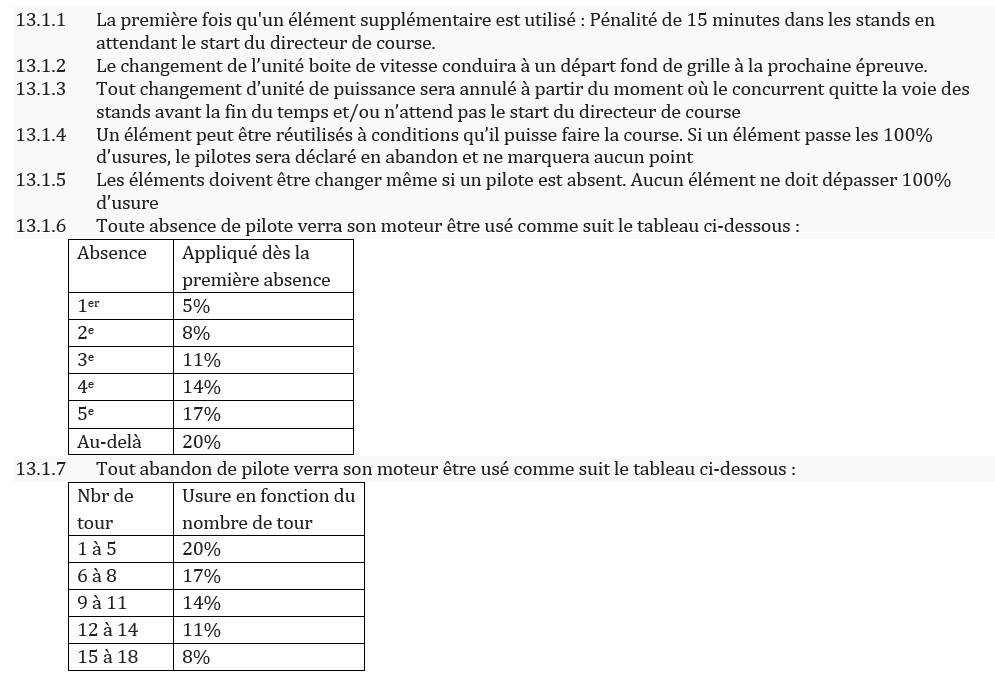 13.1.1 La première fois qu'un élément supplémentaire est utilisé : Pénalité de 15 minutes dans les stands en
attendant le start du directeur de course.
13.1.2 Le changement de l’unité boite de vitesse conduira à un départ fond de grille à la prochaine épreuve.
13.1.3 Tout changement d’unité de puissance sera annulé à partir du moment où le concurrent quitte la voie des
stands avant la fin du temps et/ou n’attend pas le start du directeur de course
13.1.4 Un élément peut être réutilisés à conditions qu’il puisse faire la course. Si un élément passe les 100%
d’usures, le pilotes sera déclaré en abandon et ne marquera aucun point
13.1.5 Les éléments doivent être changer même si un pilote est absent. Aucun élément ne doit dépasser 100%
d’usure
13.1.6 Toute absence de pilote verra son moteur être usé comme suit le tableau ci-dessous :
Absence Appliqué dès la
première absence
1er 5%
2e 8%
3e 11%
4e 14%
5e 17%
Au-delà 20%
13.1.7 Tout abandon de pilote verra son moteur être usé comme suit le tableau ci-dessous :
Nbr de Usure en fonction du
tour nombre de tour
1 à 5 20%
6 à 8 17%
9 à 11 14%
12 à 14 11%
15 à 18 8%